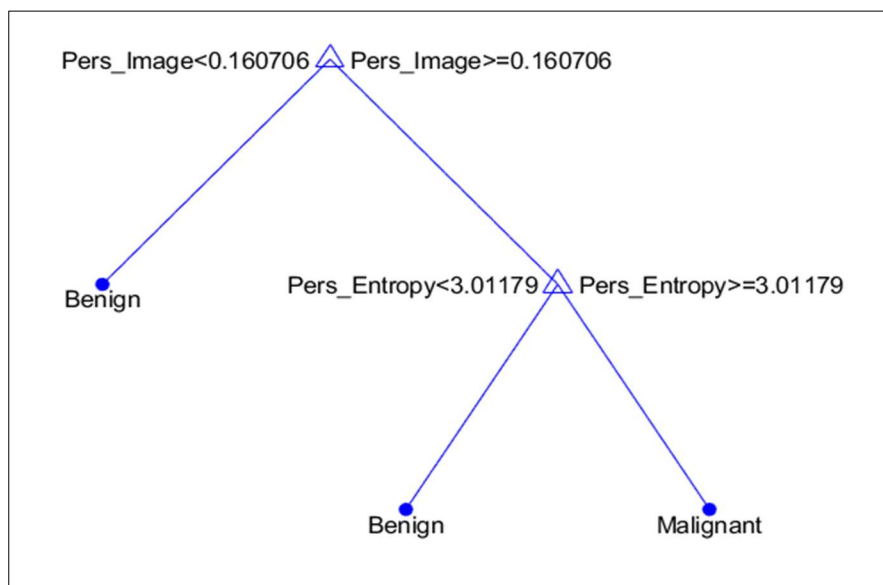 Pers_Image<0.160706 Pers_Image>=0.160706
Benign
Pers_Entropy<3.01179 Pers_Entropy>=3.01179
Benign Malignant